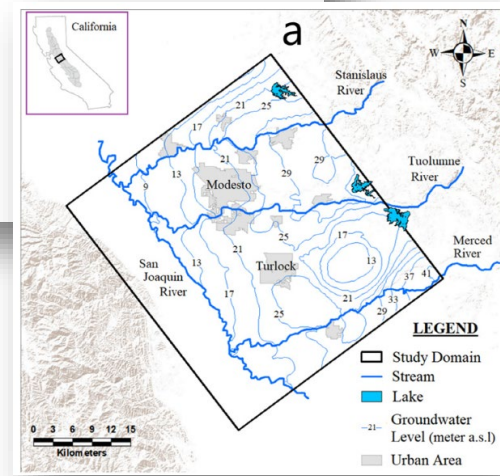 California
a
N
W E
S
Stanislaus
River
21
25
17
Tuolumne
River
21
29
29
13
9
Modesto
Merced
River
25
17
San
Joaquin
River
13
21
13
Turlock
37
41
17
21
33
25
29
LEGEND
Study Domain
Stream
Lake
21 Groundwater
Level (meter a.s.l)
Urban Area
0 3 6 9 12 15
Kilometers